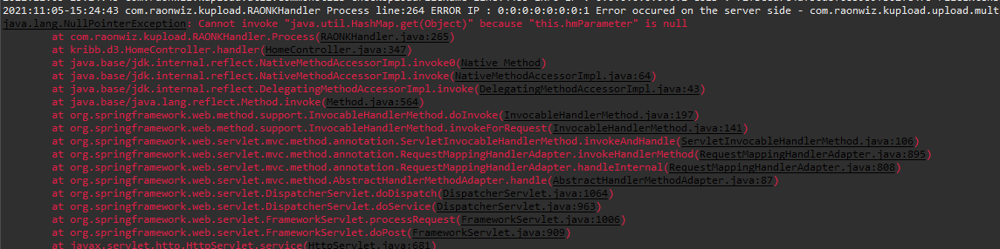 2021:11:05-15:24:43 com.raonwiz.kupload.RAONKHandler Process line:264 ERROR IP : 0:0:0:0:0:0:0:1 Error occured on the server side - com.raonwiz.kupload.upload.mult
java.lang.NullPointerException: Cannot invoke "java.util.HashMap.get(Object)" because "this.hmParameter" is null
at com.raonwiz.kupload.RAONKHandler.Process(RAONKHandler.java:265)
at kribb.d3.HomeController.handler(HomeController.java:347)
at java.base/jdk.internal.reflect.NativeMethodAccessorImpl.invoke0(Native Method)
at java.base/jdk.internal.reflect.NativeMethodAccessorImpl.invoke(NativeMethodAccessorImpl.java:64)
at java.base/jdk.internal.reflect.DelegatingMethodAccessorImpl.invoke(DelegatingMethodAccessorImpl.java:43)
at java.base/java.lang.reflect.Method.invoke(Method.java:564)
at org.springframework.web.method.support.InvocableHandlerMethod.doInvoke(InvocableHandlerMethod.java:197)
at org.springframework.web.method.support.InvocableHandlerMethod.invokeForRequest(InvocableHandlerMethod.java:141)
at org.springframework.web.servlet.mvc.method.annotation.ServletInvocableHandlerMethod.invokeAndHandle(ServletInvocableHandlerMethod.java:106)
at org.springframework.web.servlet.mvc.method.annotation.RequestMappingHandlerAdapter.invokeHandlerMethod(RequestMappingHandlerAdapter.java:895)
at org.springframework.web.servlet.mvc.method.annotation.RequestMappingHandlerAdapter.handleInternal(RequestMappingHandlerAdapter.java:808)
at org.springframework.web.servlet.mvc.method.AbstractHandlerMethodAdapter.handle(AbstractHandlerMethodAdapter.java:87)
at org.springframework.web.servlet.DispatcherServlet.doDispatch(DispatcherServlet.java:1064)
at org.springframework.web.servlet.DispatcherServlet.doService(DispatcherServlet.java:963)
at org.springframework.web.servlet.FrameworkServlet.processRequest(FrameworkServlet.java:1006)
at org.springframework.web.servlet.FrameworkServlet.doPost(FrameworkServlet.java:909)
at javax.servlet.http.HttpServlet.service(HttpServlet.java:681)